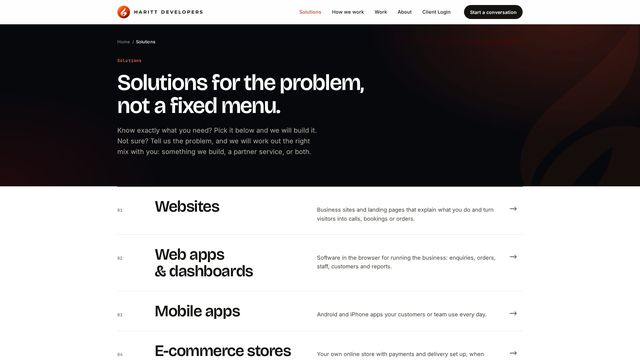 HARITT DEVELOPERS
Solutions
How we work
Work
About
Client Login
Start a conversation
Home / Solutions
Solutions
Solutions for the problem,
not a fixed menu.
Know exactly what you need? Pick it below and we will build it.
Not sure? Tell us the problem, and we will work out the right
mix with you: something we build, a partner service, or both.
01
Websites
Business sites and landing pages that explain what you do and turn
visitors into calls, bookings or orders.
→
02
Web apps
& dashboards
Software in the browser for running the business: enquiries, orders,
staff, customers and reports.
→
03
Mobile apps
Android and iPhone apps your customers or team use every day.
→
04
E-commerce stores
Your own online store with payments and delivery set up, when
→